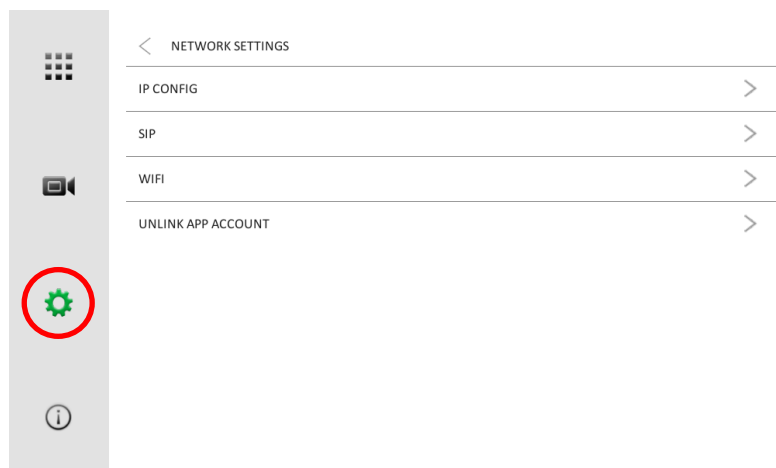 NETWORK SETTINGS
IP CONFIG
SIP
WIFI
UNLINK APP ACCOUNT